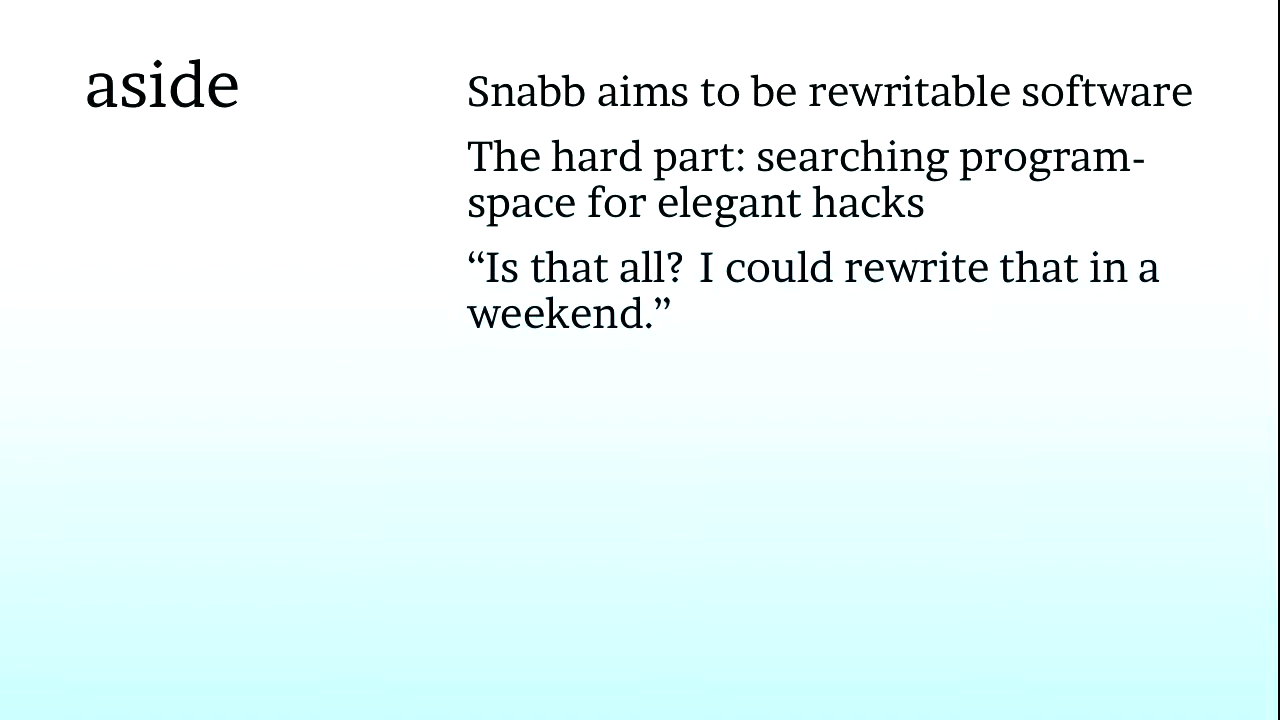 aside
Snabb aims to be rewritable software
The hard part: searching program-
space for elegant hacks
“Is that all? I could rewrite that in a
weekend.”